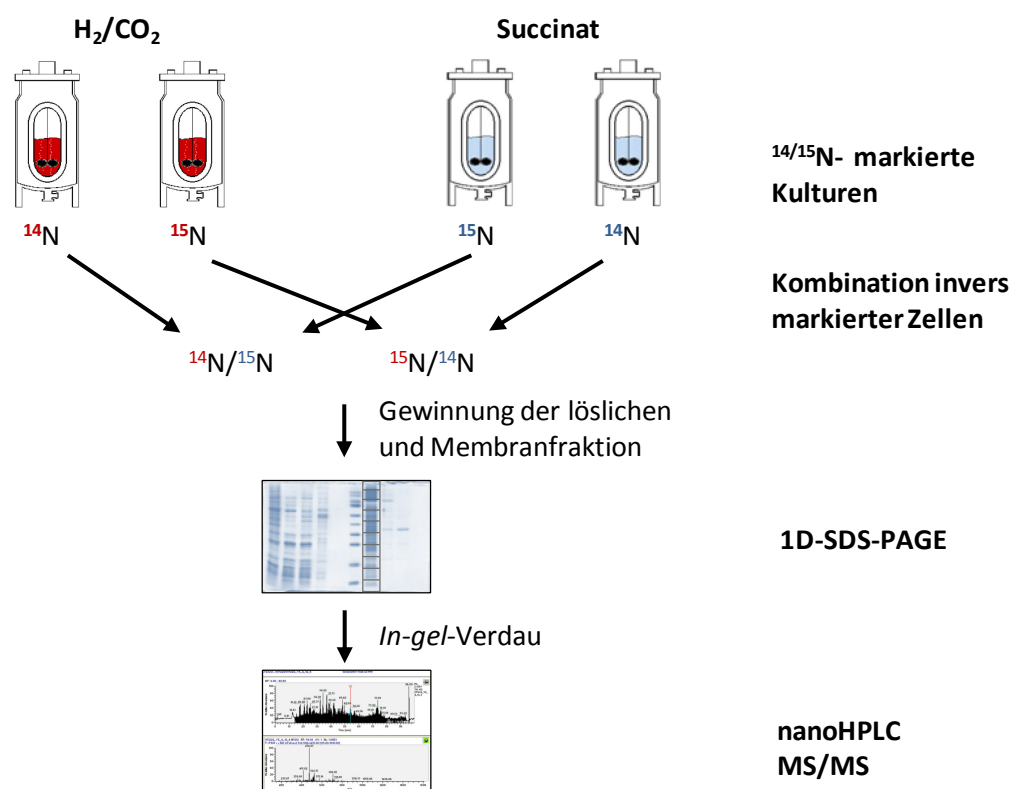 H₂/CO₂
Succinat
¹⁴/¹⁵N- markierte
Kulturen
¹⁴N
¹⁵N
¹⁵N
¹⁴N
Kombination invers
markierter Zellen
¹⁴N/¹⁵N
¹⁵N/¹⁴N
Gewinnung der löslichen
und Membranfraktion
1D-SDS-PAGE
In-gel-Verdau
nanoHPLC
MS/MS